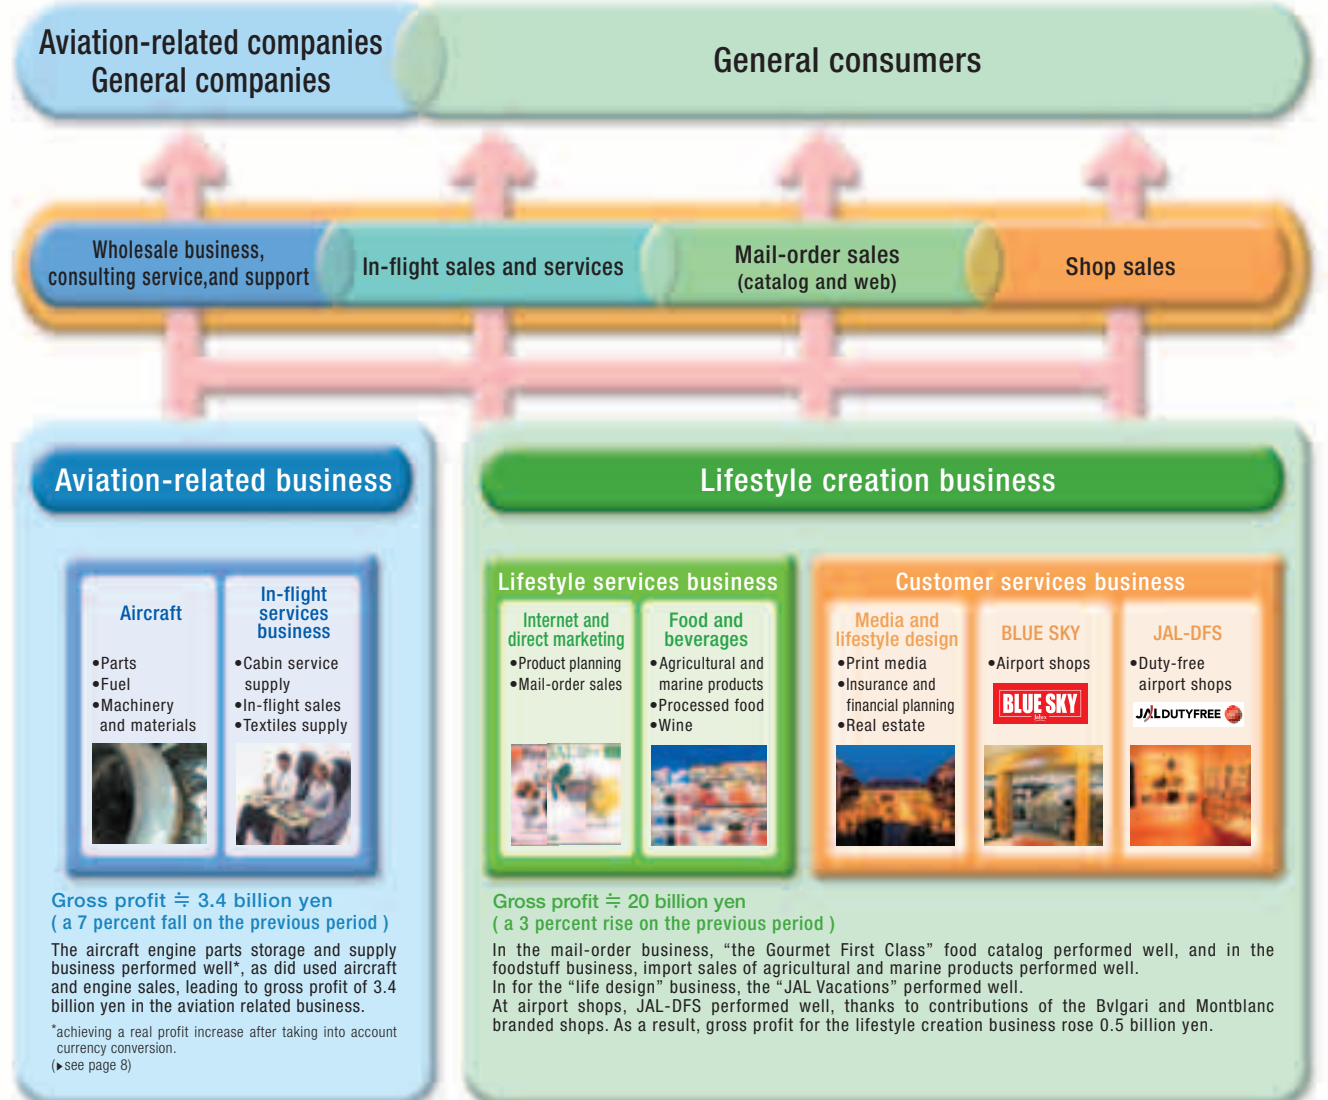 Aviation-related companies
General companies
General consumers
Wholesale business,
consulting service,and support
In-flight sales and services
Mail-order sales
(catalog and web)
Shop sales
Aviation-related business
Aircraft
•Parts
•Fuel
•Machinery
and materials
In-flight
services
business
•Cabin service
supply
•In-flight sales
•Textiles supply
Gross profit ≒ 3.4 billion yen
( a 7 percent fall on the previous period )
The aircraft engine parts storage and supply
business performed well*, as did used aircraft
and engine sales, leading to gross profit of 3.4
billion yen in the aviation related business.
*achieving a real profit increase after taking into account
currency conversion.
(▶see page 8)
Lifestyle creation business
Lifestyle services business
Internet and
direct marketing
•Product planning
•Mail-order sales
Food and
beverages
•Agricultural and
marine products
•Processed food
•Wine
Customer services business
Media and
lifestyle design
•Print media
•Insurance and
financial planning
•Real estate
BLUE SKY
•Airport shops
BLUE SKY
JAL-DFS
•Duty-free
airport shops
JALDUTYFREE
Gross profit ≒ 20 billion yen
( a 3 percent rise on the previous period )
In the mail-order business, “the Gourmet First Class” food catalog performed well, and in the
foodstuff business, import sales of agricultural and marine products performed well.
In for the “life design” business, the “JAL Vacations” performed well.
At airport shops, JAL-DFS performed well, thanks to contributions of the Bvlgari and Montblanc
branded shops. As a result, gross profit for the lifestyle creation business rose 0.5 billion yen.